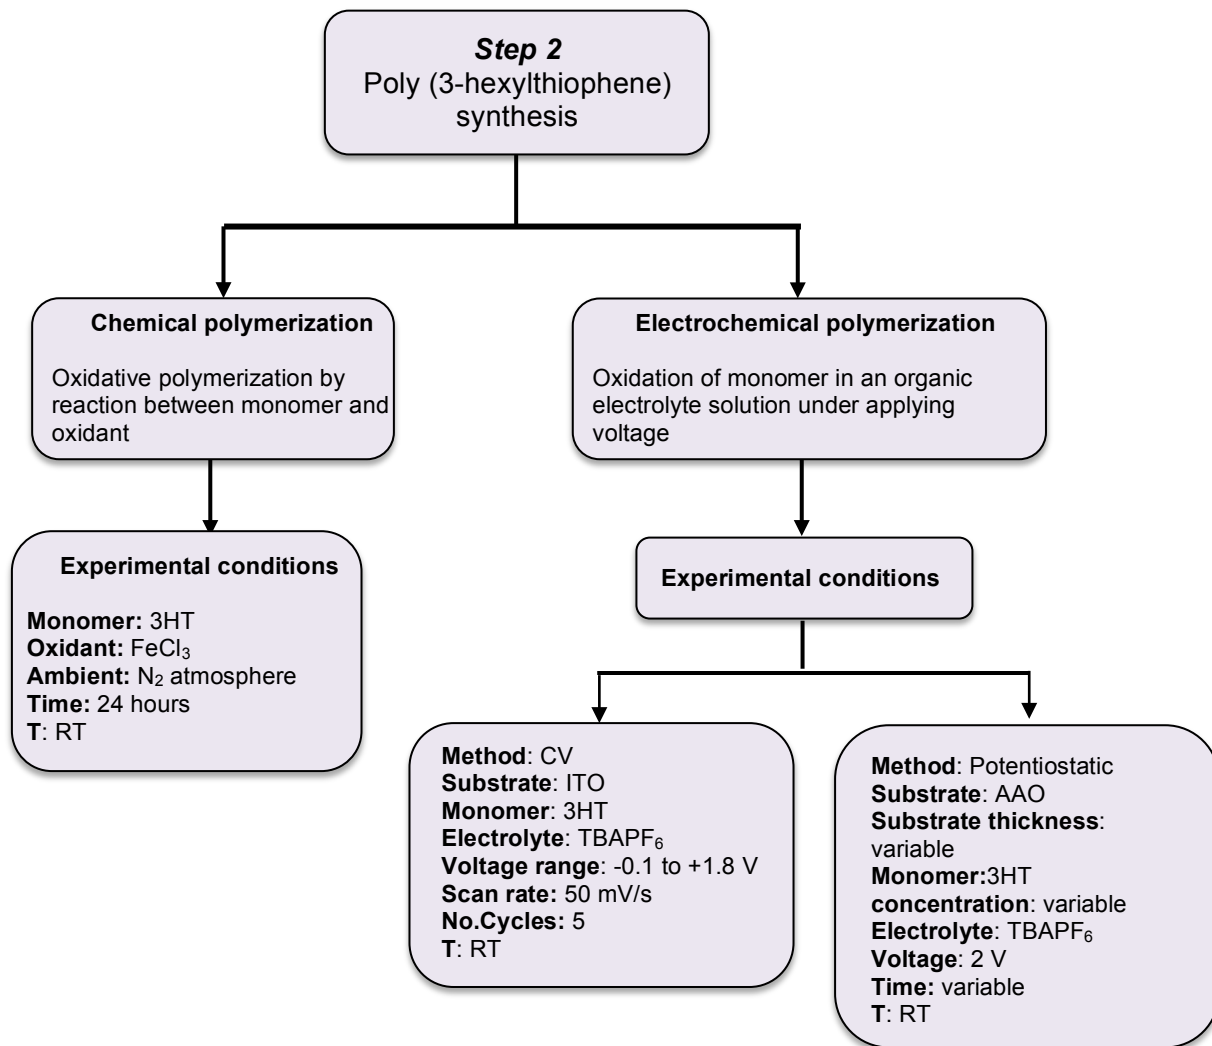 Step 2
Poly (3-hexylthiophene)
synthesis
Chemical polymerization
Oxidative polymerization by
reaction between monomer and
oxidant
Electrochemical polymerization
Oxidation of monomer in an organic
electrolyte solution under applying
voltage
Experimental conditions
Monomer: 3HT
Oxidant: FeCl₃
Ambient: N₂ atmosphere
Time: 24 hours
T: RT
Experimental conditions
Method: CV
Substrate: ITO
Monomer: 3HT
Electrolyte: TBAPF₆
Voltage range: -0.1 to +1.8 V
Scan rate: 50 mV/s
No.Cycles: 5
T: RT
Method: Potentiostatic
Substrate: AAO
Substrate thickness:
variable
Monomer:3HT
concentration: variable
Electrolyte: TBAPF₆
Voltage: 2 V
Time: variable
T: RT